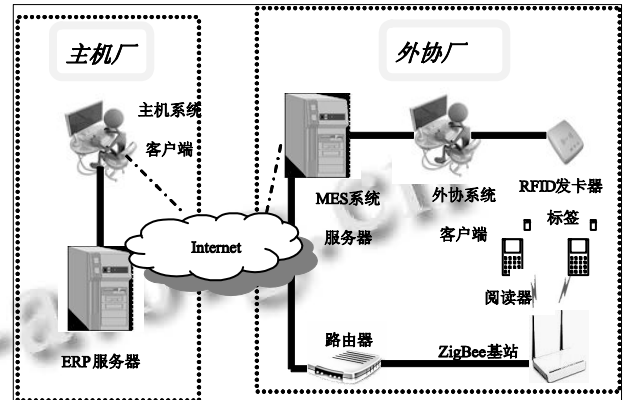 主机厂
外协厂
主机系统
客户端
MES系统
服务器
外协系统
客户端
RFID发卡器
标签
Internet
阅读器
ERP服务器
路由器
ZigBee基站